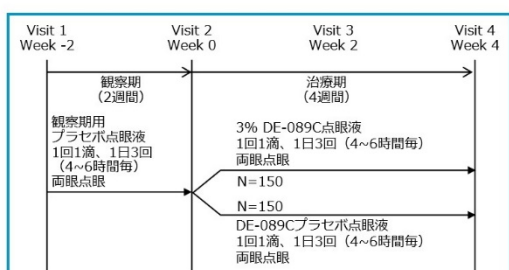 Visit 1 Visit 2 Visit 3 Visit 4
Week -2 Week 0 Week 2 Week 4
観察期 治療期
（2週間） （4週間）
観察期用
プラセボ点眼液
1回1滴、1日3回
（4~6時間毎）
両眼点眼
3% DE-089C点眼液
1回1滴、1日3回（4~6時間毎）
両眼点眼
N=150
N=150
DE-089Cプラセボ点眼液
1回1滴、1日3回（4~6時間毎）
両眼点眼